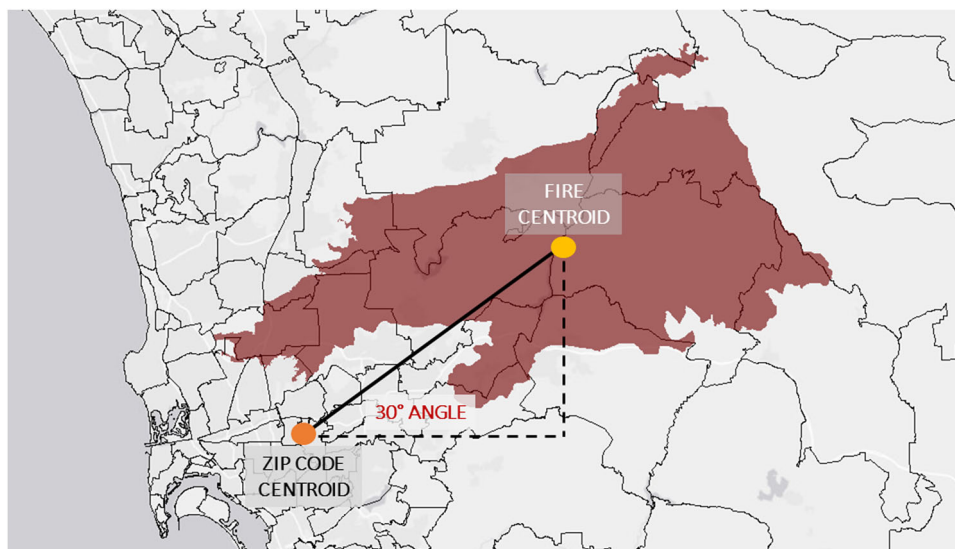 FIRE
CENTROID
30° ANGLE
ZIP CODE
CENTROID